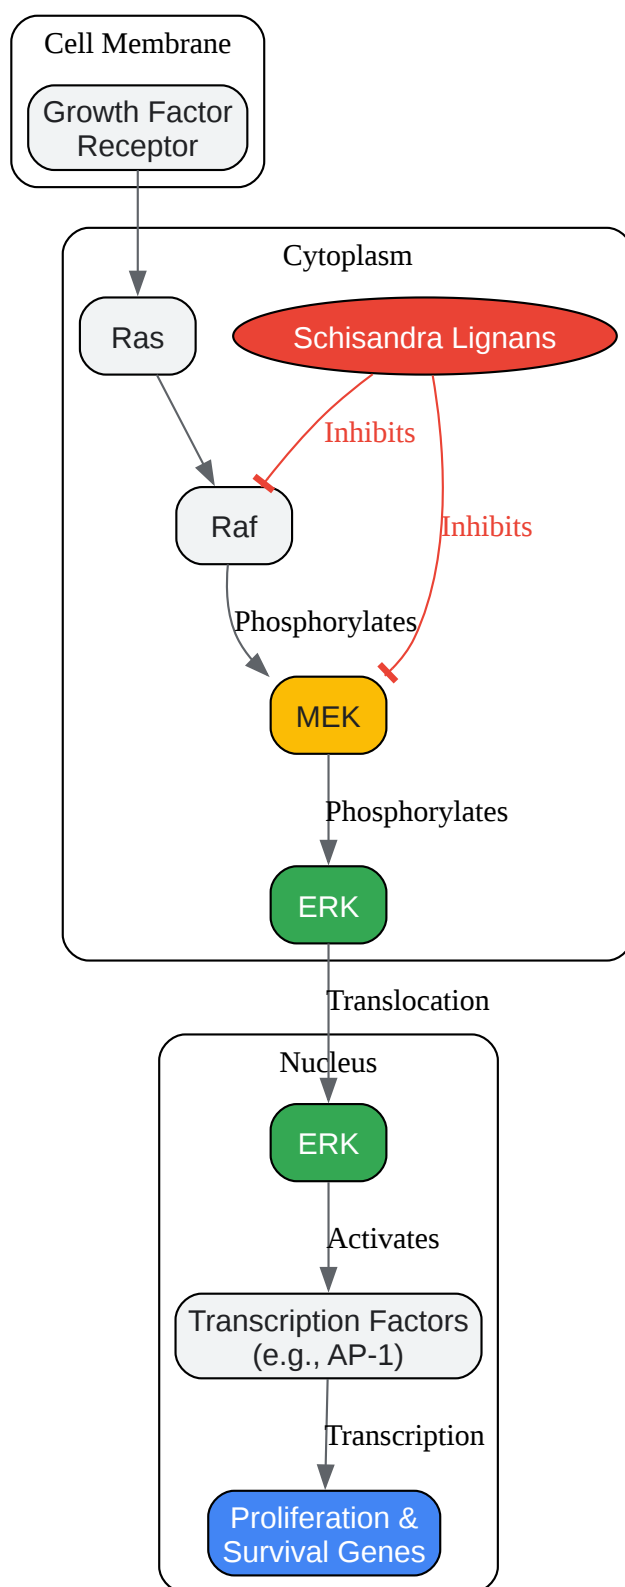 Cell Membrane
Growth Factor
Receptor
Cytoplasm
Ras
Schisandra Lignans
Inhibits
Raf
Inhibits
Phosphorylates
MEK
Phosphorylates
ERK
Translocation
Nucleus
ERK
Activates
Transcription Factors
(e.g., AP-1)
Transcription
Proliferation &
Survival Genes